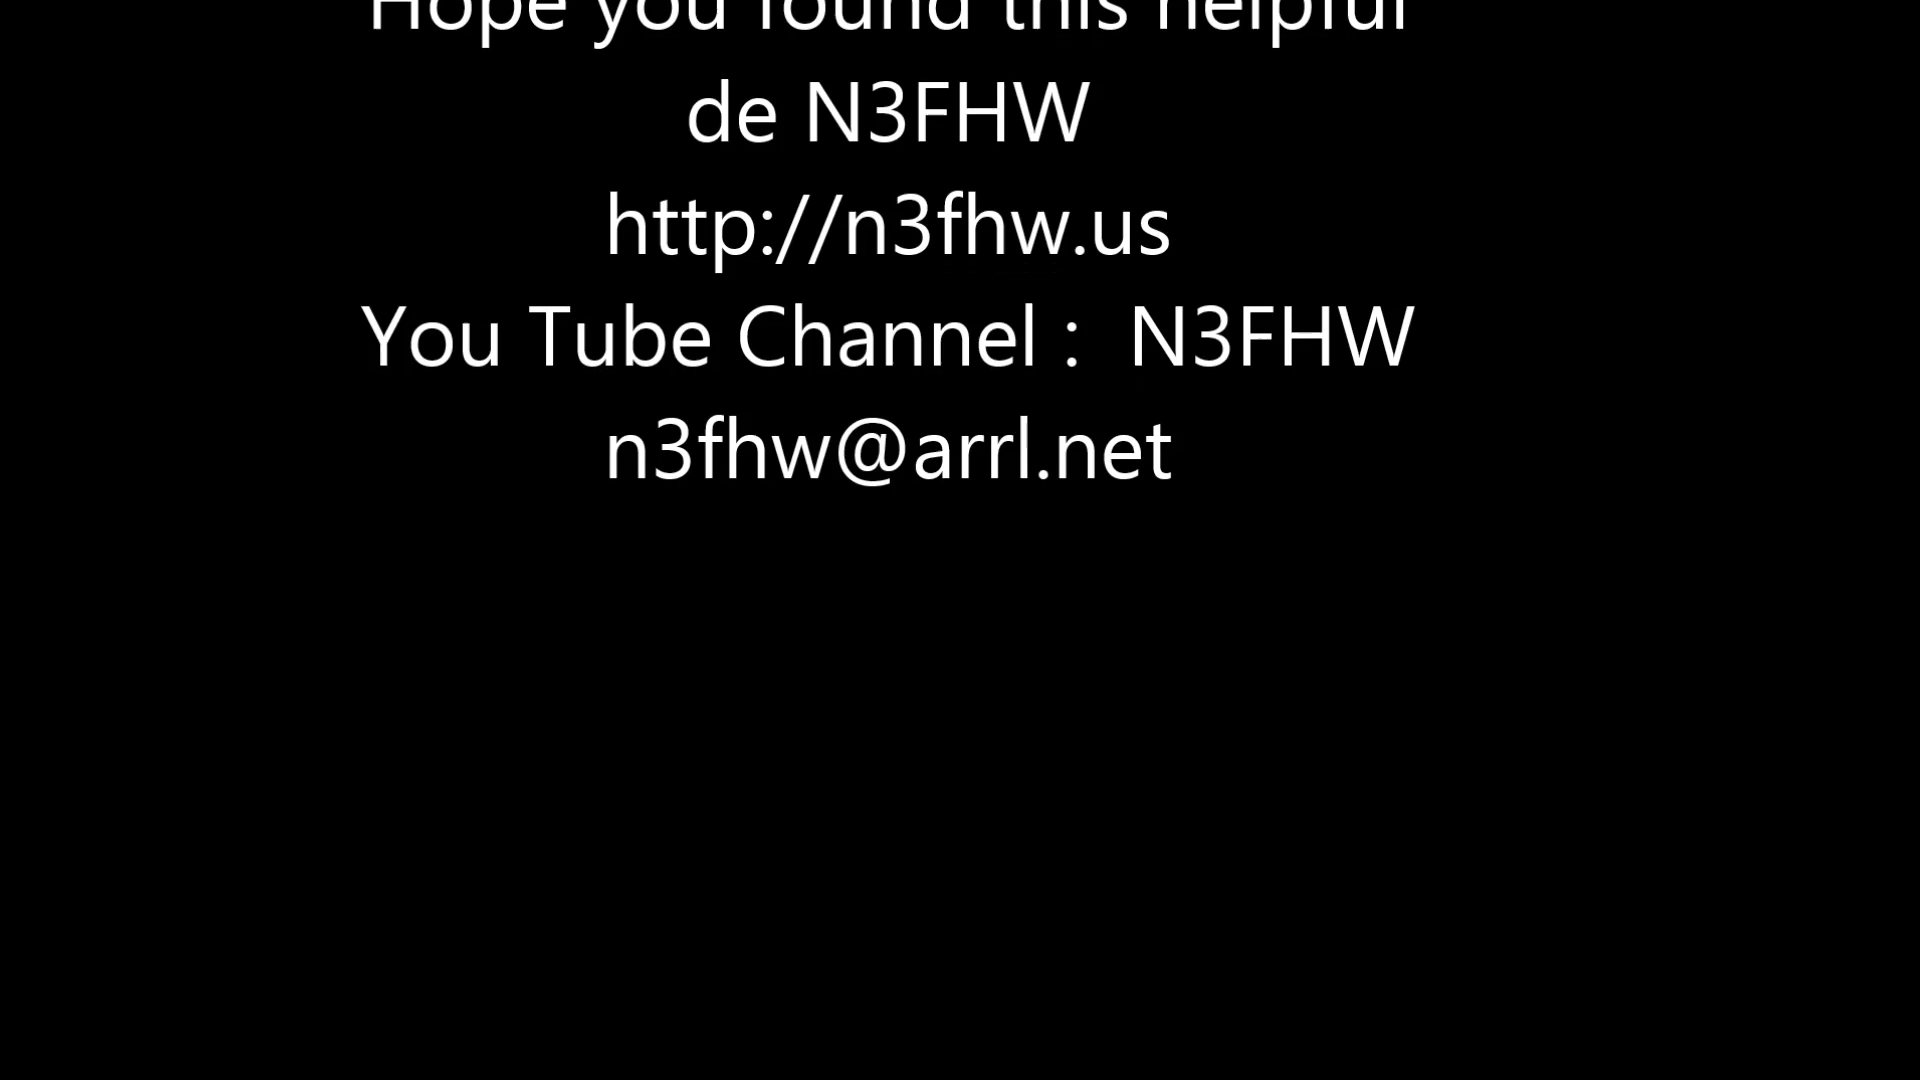 Hope you found this helpful
de N3FHW
http://n3fhw.us
You Tube Channel :  N3FHW
n3fhw@arrl.net